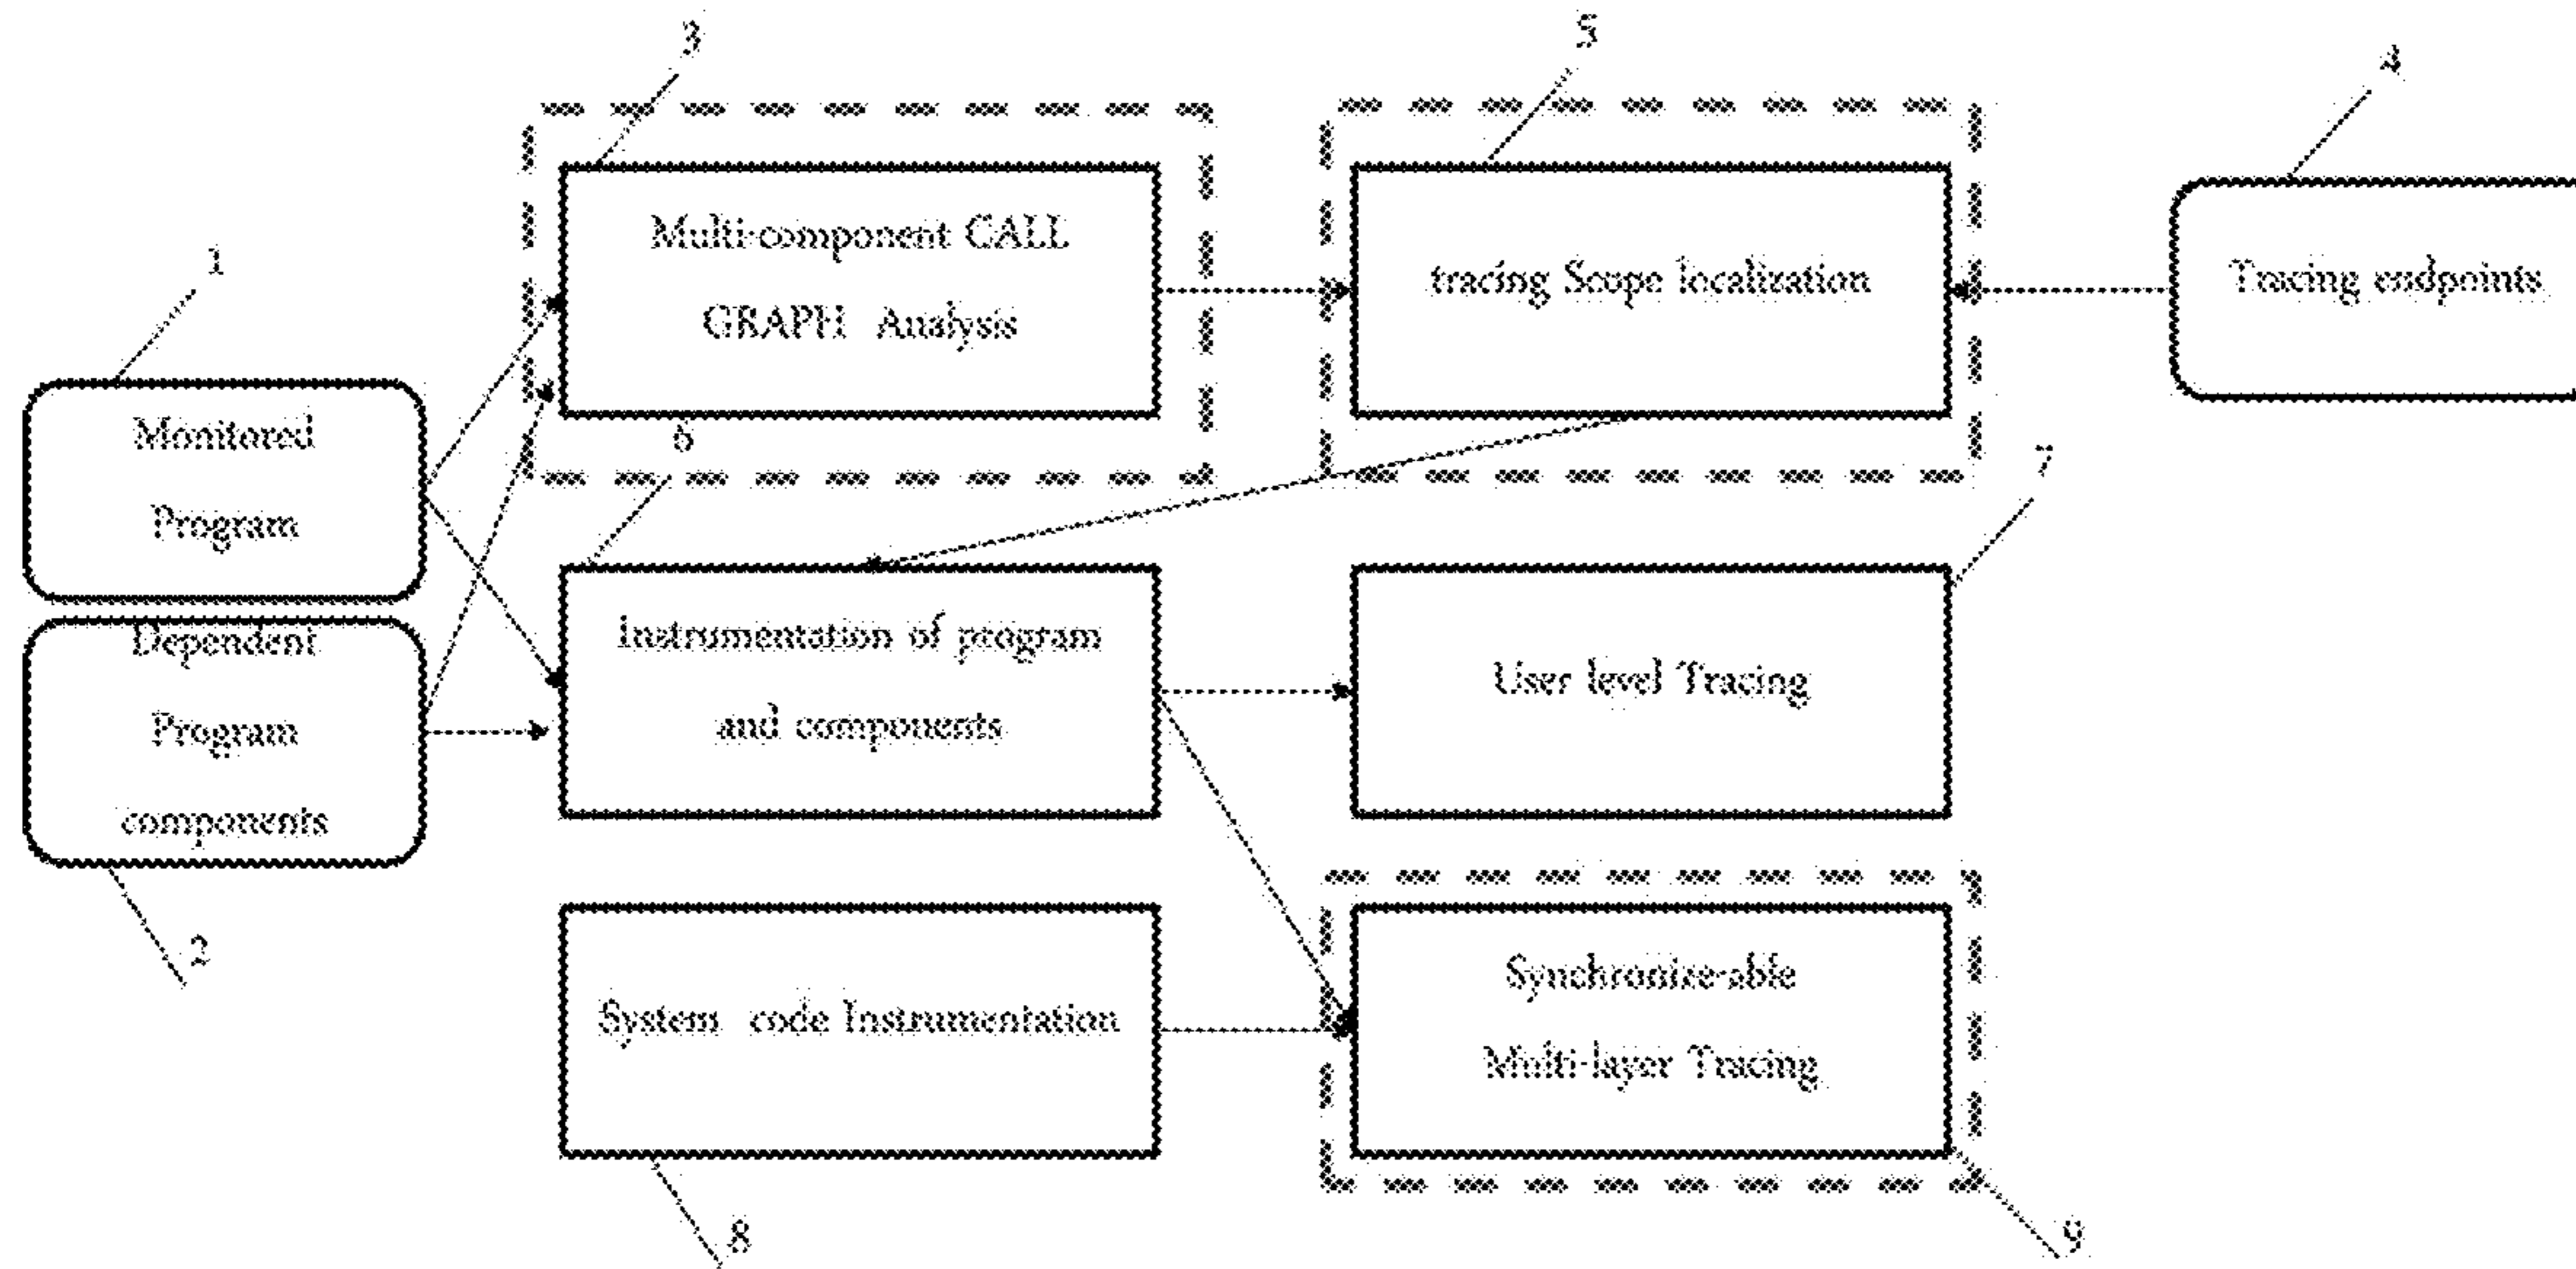 3
5
4
1
Multi-component CALL
GRAPH Analysis
tracing Scope localization
Tracing endpoints
Monitored
Program
6
7
Dependent
Program
components
Instrumentation of program
and components
User level Tracing
2
System code Instrumentation
Synchronize-able
Multi-layer Tracing
8
9